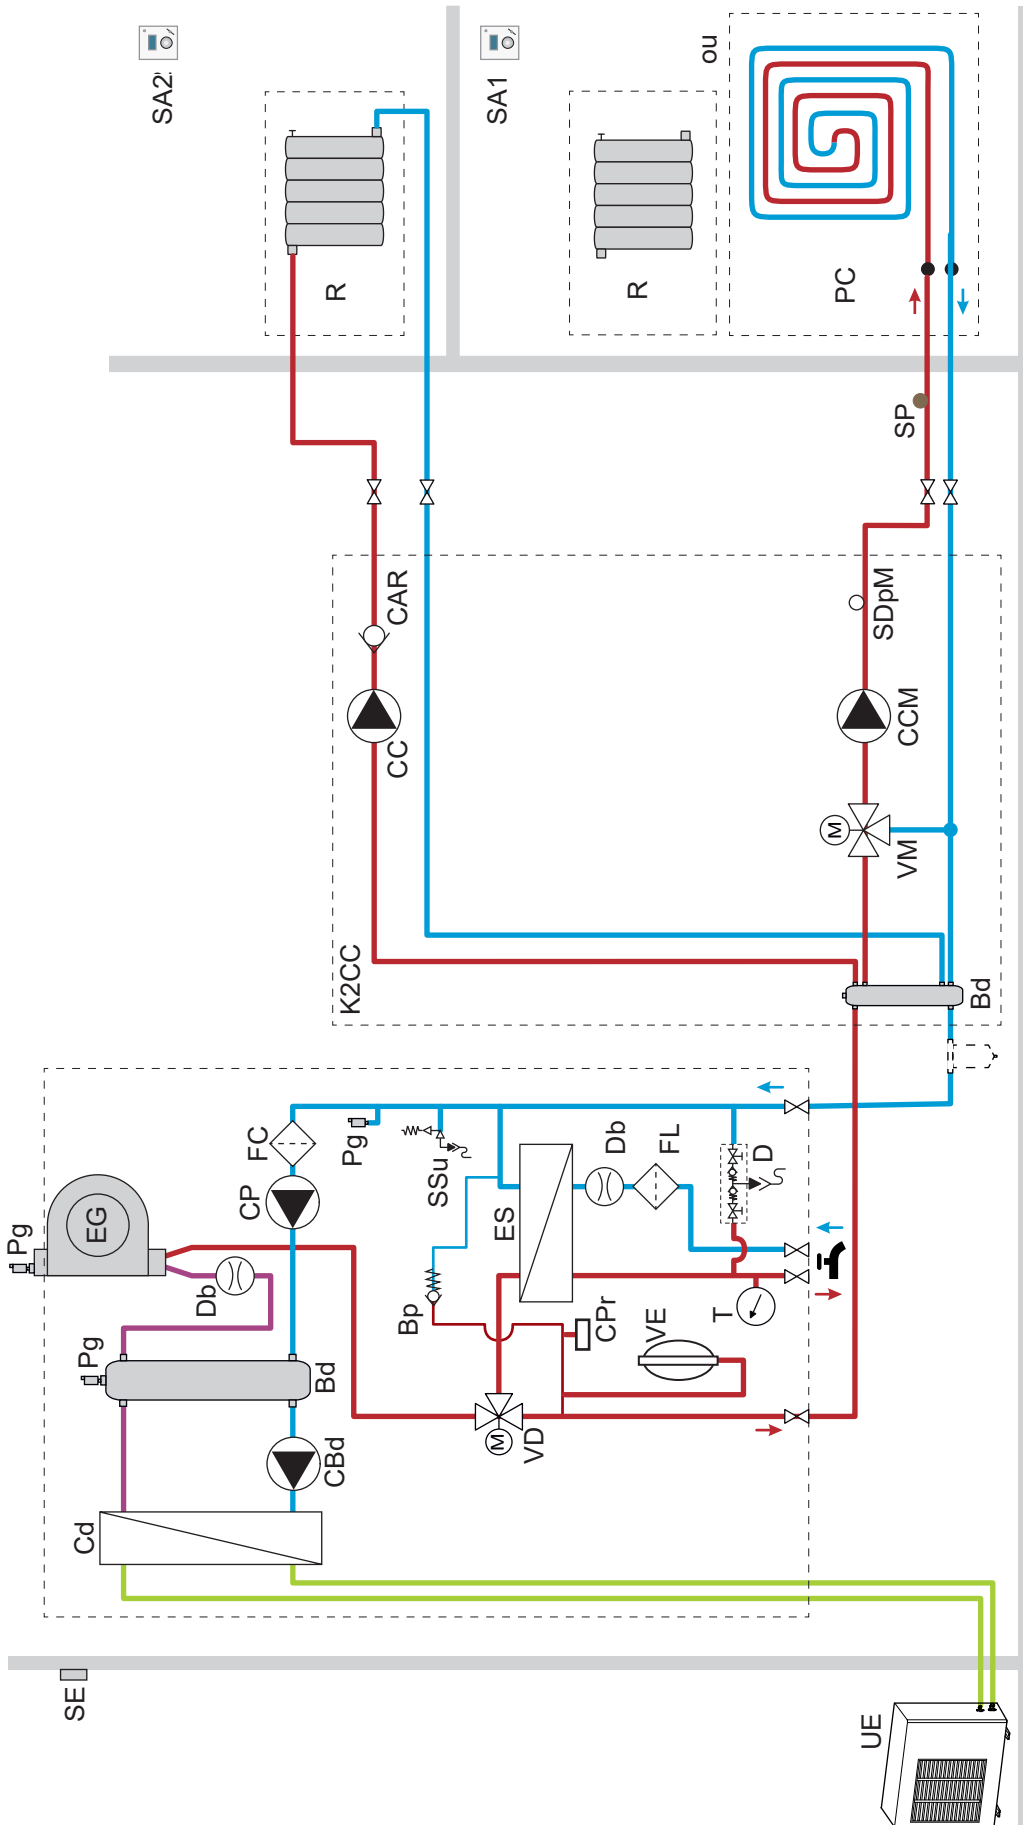 SA2
SA1
ou
R
R
PC
SP
CAR
SDpM
CC
CCM
M
VM
K2CC
Bd
FC
Pg
SSu
Db
FL
D
CP
ES
EG
Pg
Db
Bp
CPr
VE
T
Pg
Bd
M
VD
CBd
Cd
SE
UE